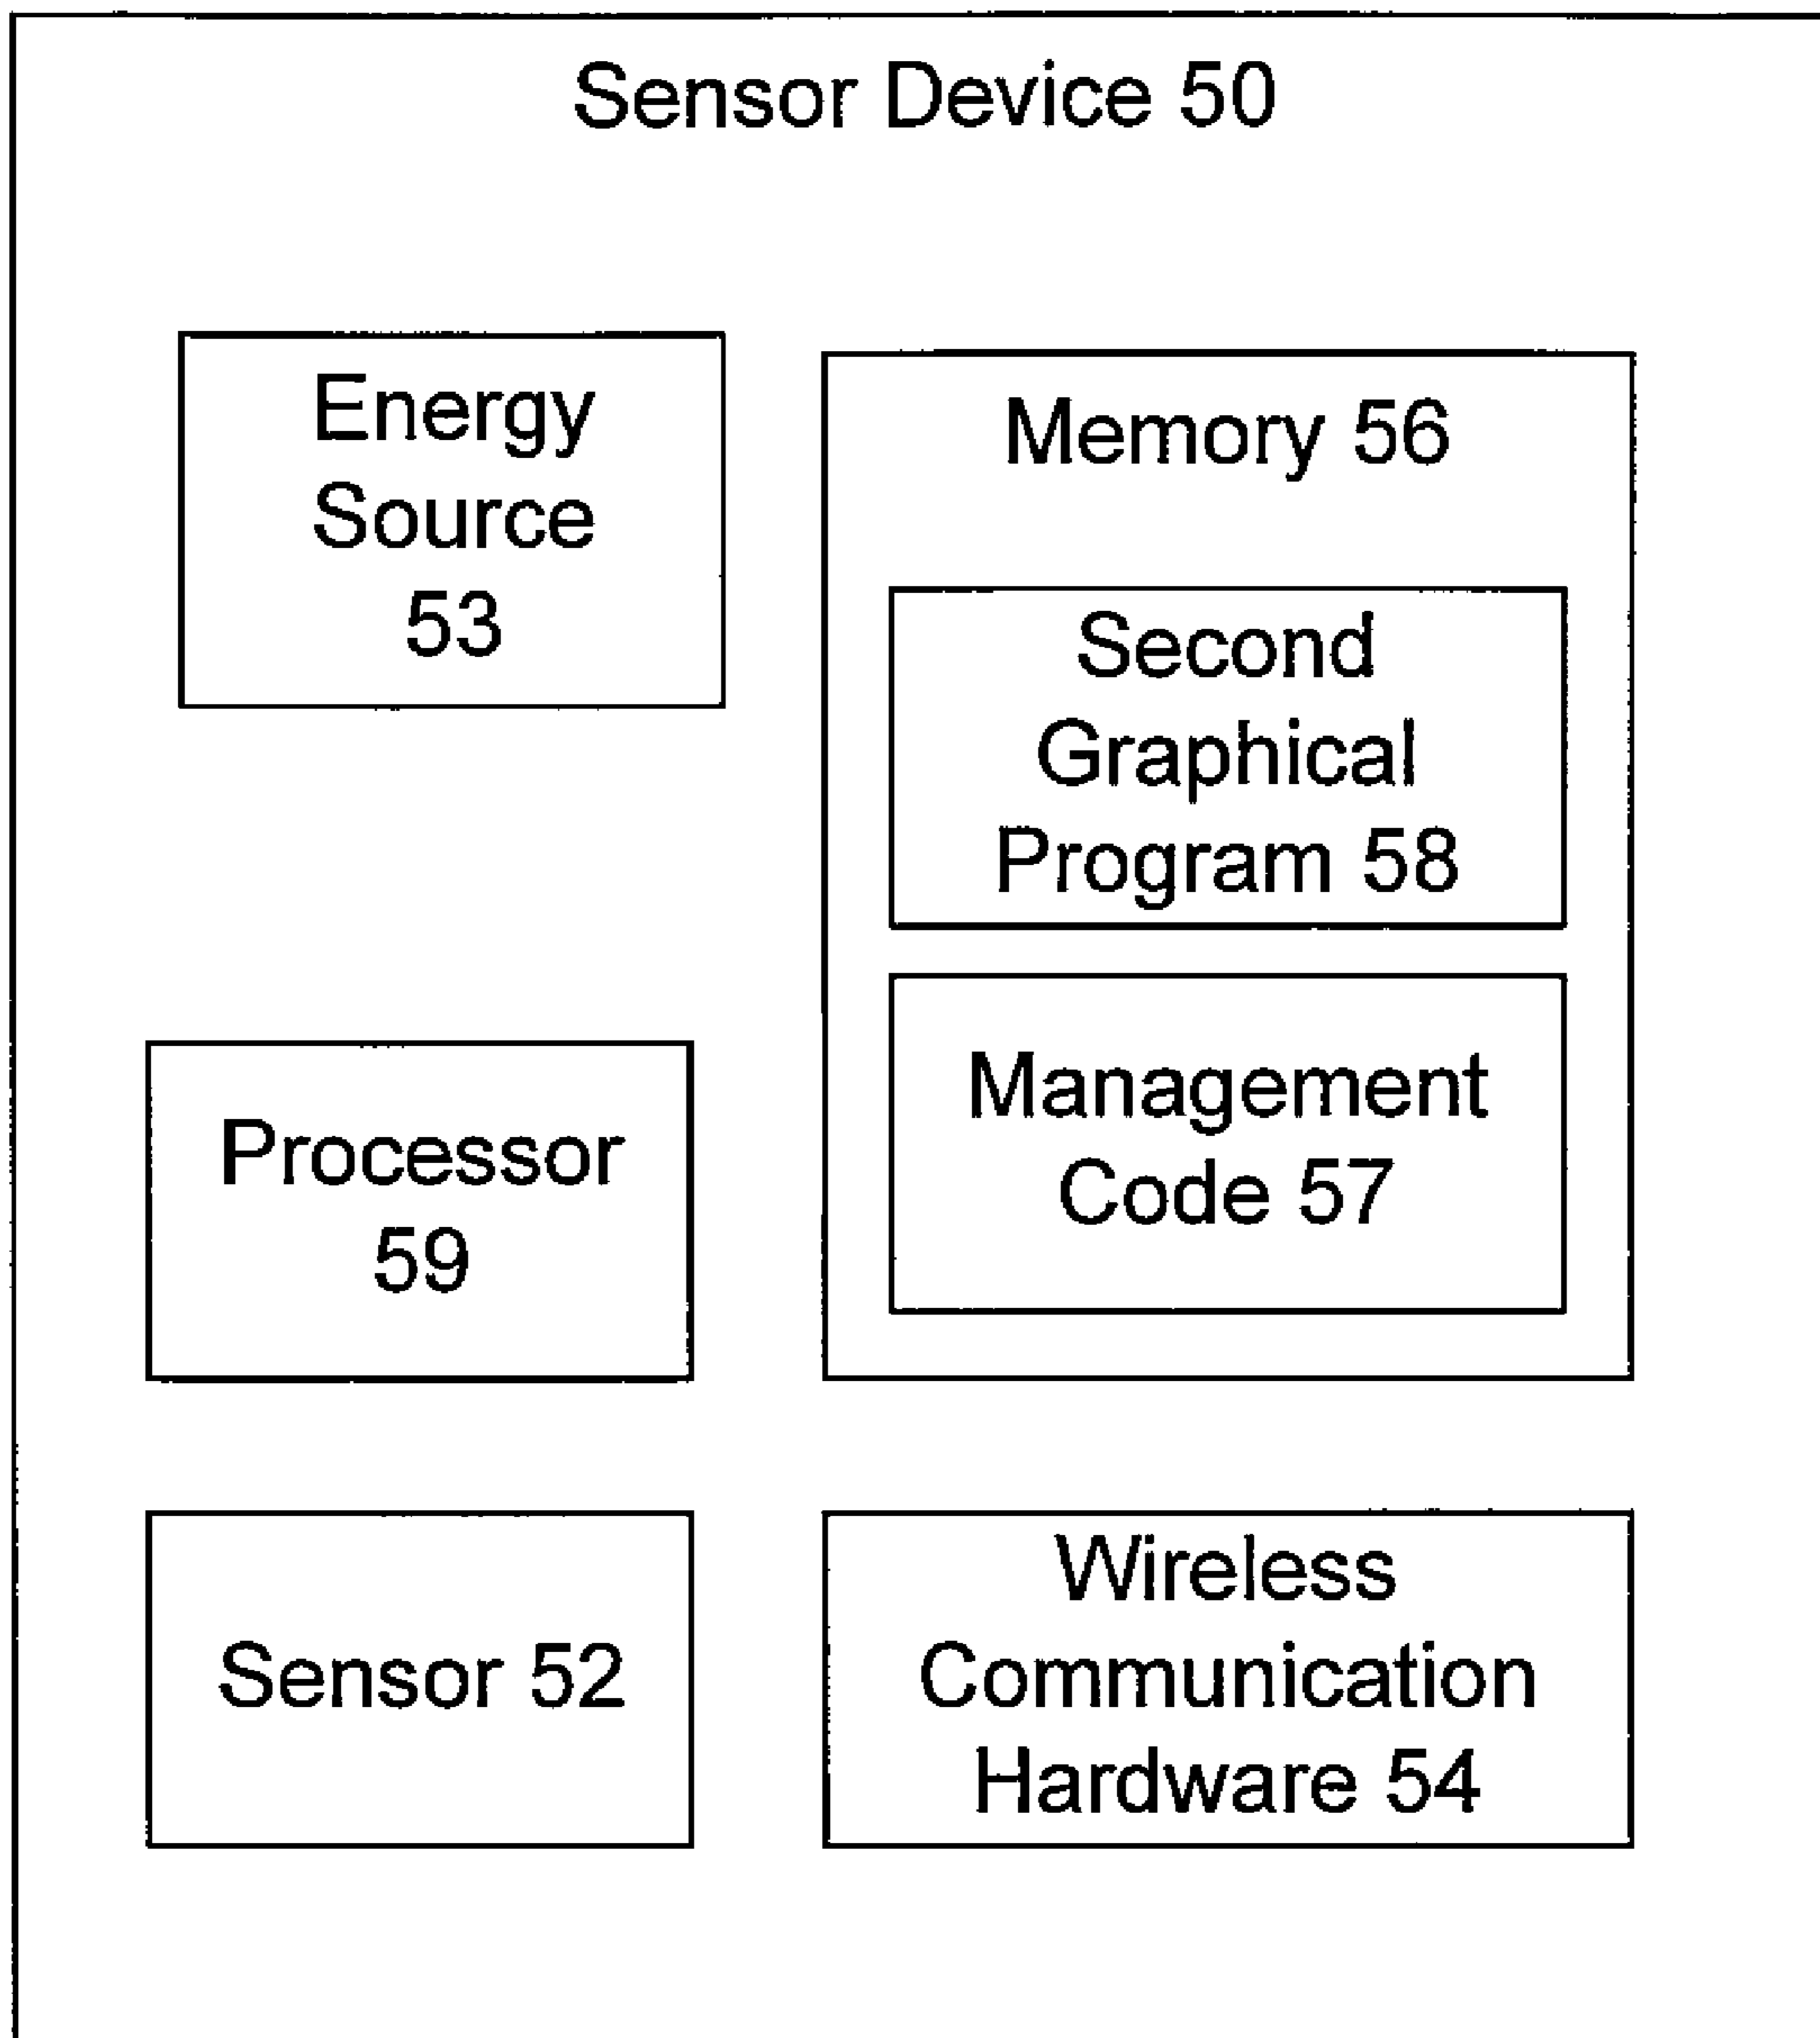 Sensor Device 50
Energy
Source
53
Memory 56
Second
Graphical
Program 58
Management
Code 57
Processor
59
Sensor 52
Wireless
Communication
Hardware 54